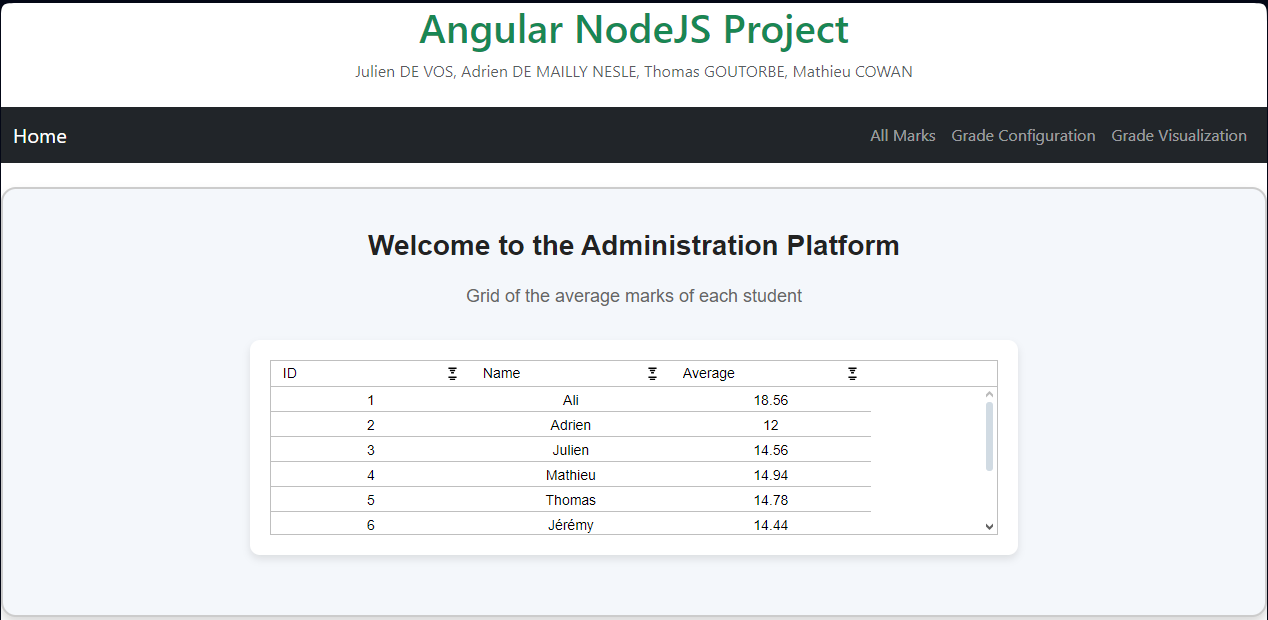 Angular NodeJS Project
Julien DE VOS, Adrien DE MAILLY NESLE, Thomas GOUTORBE, Mathieu COWAN
Home All Marks Grade Configuration Grade Visualization
Welcome to the Administration Platform
Grid of the average marks of each student
ID Name Average
1 Ali 18.56
2 Adrien 12
3 Julien 14.56
4 Mathieu 14.94
5 Thomas 14.78
6 Jérémy 14.44